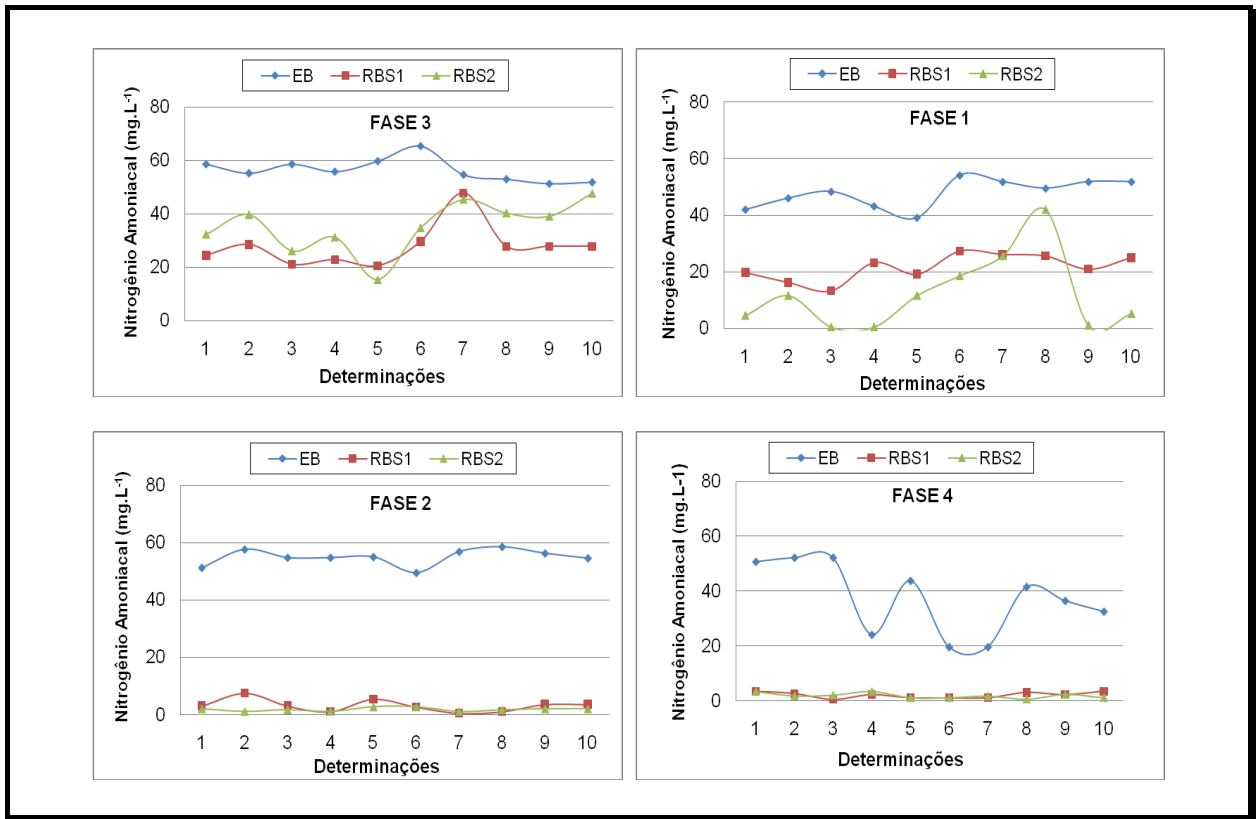 EB RBS1 RBS2
FASE 3
Nitrogênio Amoniacal (mg.L-1)
80
60
40
20
0
1 2 3 4 5 6 7 8 9 10
Determinações
EB RBS1 RBS2
FASE 1
Nitrogênio Amoniacal (mg.L-1)
80
60
40
20
0
1 2 3 4 5 6 7 8 9 10
Determinações
EB RBS1 RBS2
FASE 2
Nitrogênio Amoniacal (mg.L-1)
80
60
40
20
0
1 2 3 4 5 6 7 8 9 10
Determinações
EB RBS1 RBS2
FASE 4
Nitrogênio Amoniacal (mg.L-1)
80
60
40
20
0
1 2 3 4 5 6 7 8 9 10
Determinações